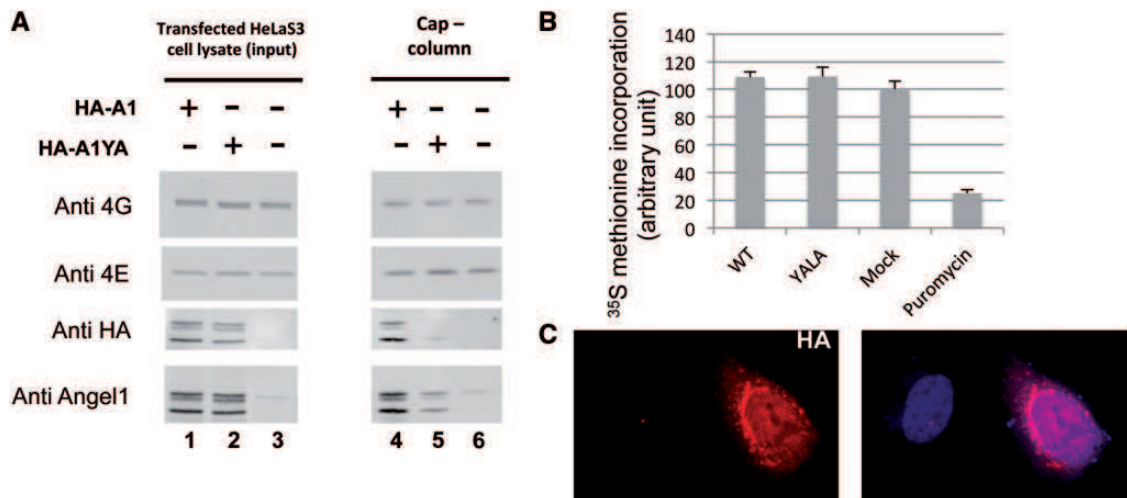 A
Transfected HeLaS3
cell lysate (input)
Cap –
column
HA-A1
+ – –
+ – –
HA-A1YA
– + –
– + –
Anti 4G
Anti 4E
Anti HA
Anti Angel1
1 2 3
4 5 6
B
35S methionine incorporation
(arbitrary unit)
140
120
100
80
60
40
20
0
WT
YALA
Mock
Puromycin
C
HA